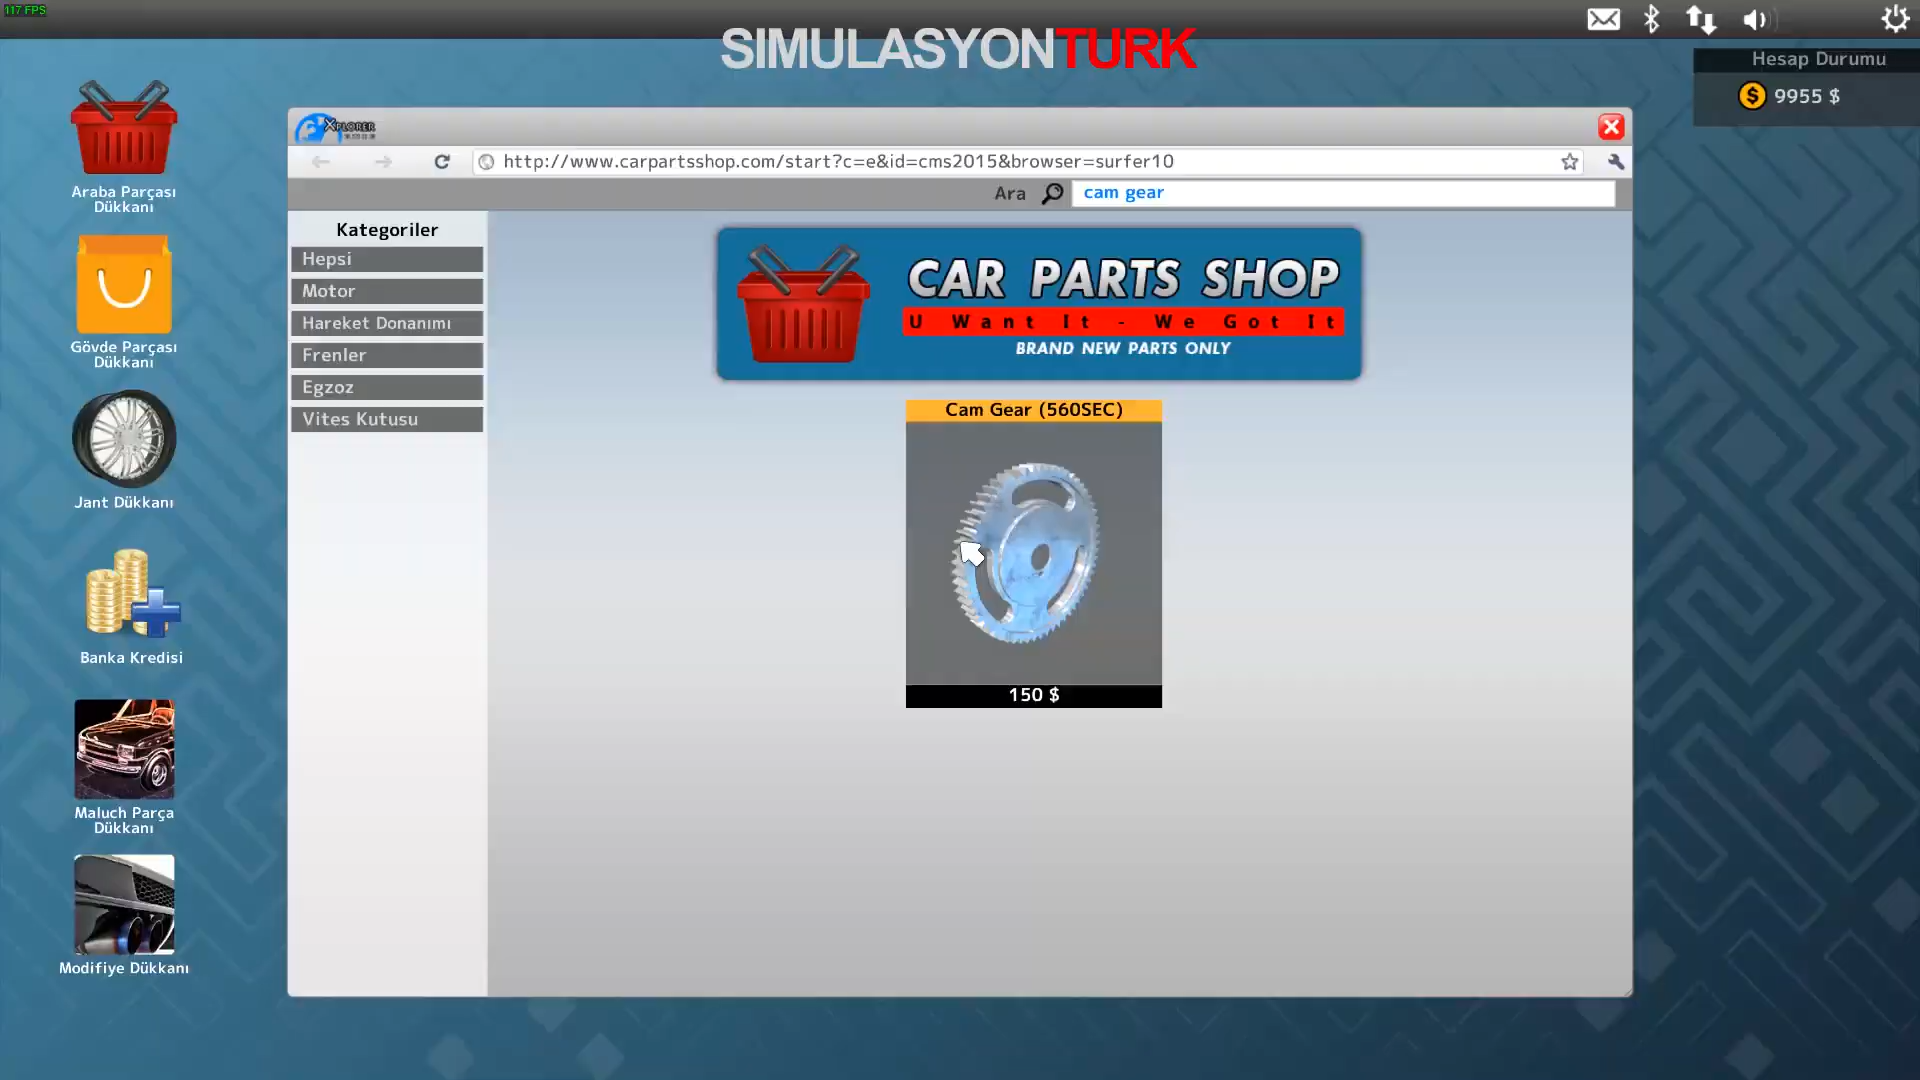 117 FPS
SIMULASYONTURK
Hesap Durumu
9955 $
Araba Parçası
Dükkanı
Gövde Parçası
Dükkanı
Jant Dükkanı
Banka Kredisi
Maluch Parça
Dükkanı
Modifiye Dükkanı
XPLORER
http://www.carpartsshop.com/start?c=e&id=cms2015&browser=surfer10
Ara
cam gear
Kategoriler
Hepsi
Motor
Hareket Donanımı
Frenler
Egzoz
Vites Kutusu
CAR PARTS SHOP
U Want It - We Got It
BRAND NEW PARTS ONLY
Cam Gear (560SEC)
150 $